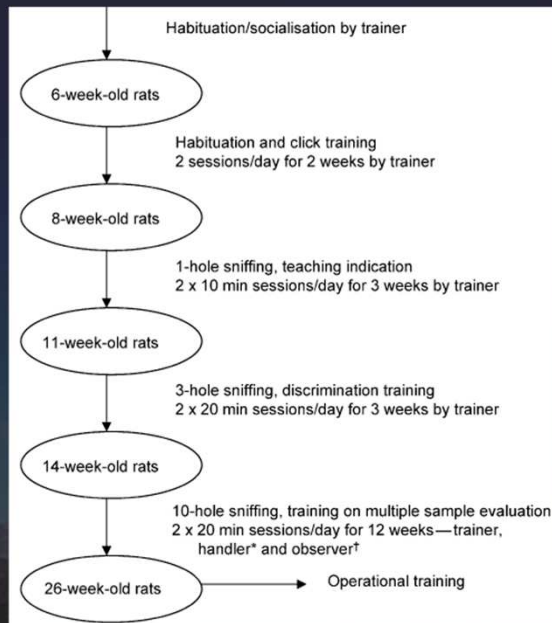 Habituation/socialisation by trainer
6-week-old rats
Habituation and click training
2 sessions/day for 2 weeks by trainer
8-week-old rats
1-hole sniffing, teaching indication
2 x 10 min sessions/day for 3 weeks by trainer
11-week-old rats
3-hole sniffing, discrimination training
2 x 20 min sessions/day for 3 weeks by trainer
14-week-old rats
10-hole sniffing, training on multiple sample evaluation
2 x 20 min sessions/day for 12 weeks—trainer,
handler* and observer†
26-week-old rats
Operational training